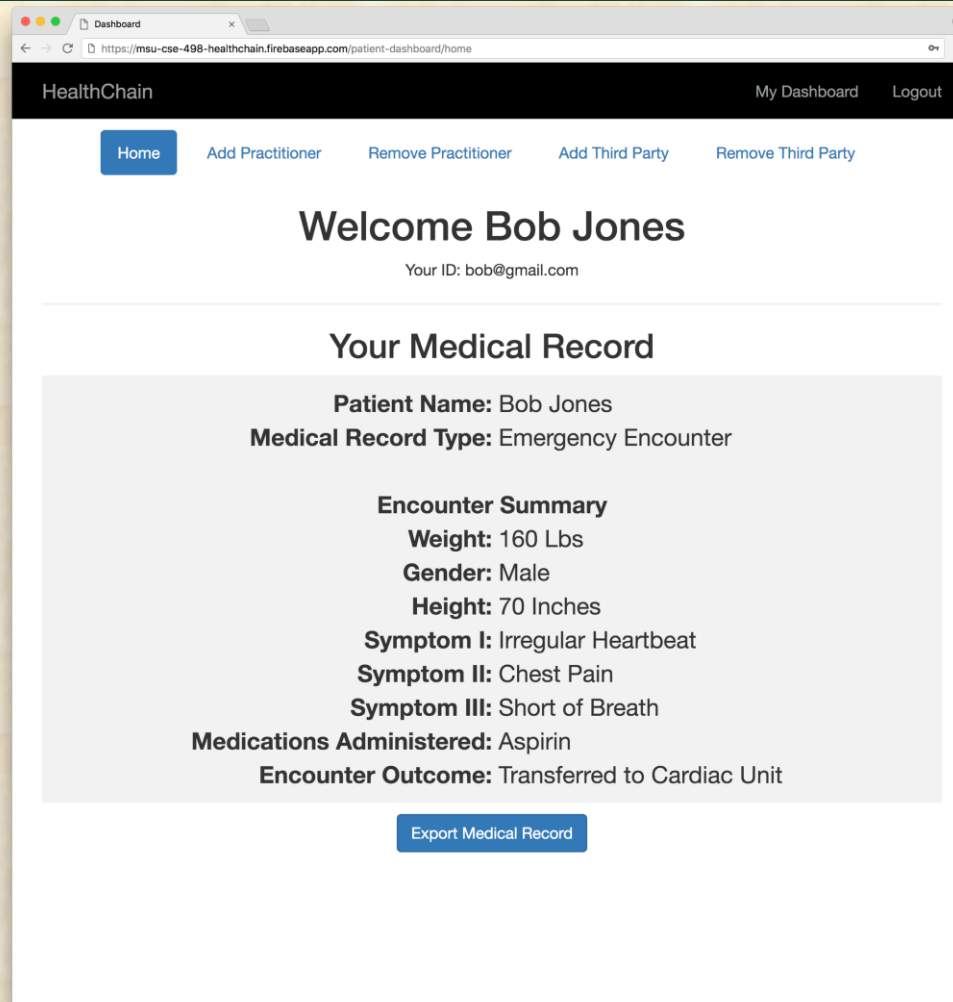 Dashboard
https://msu-cse-498-healthchain.firebaseapp.com/patient-dashboard/home
HealthChain My Dashboard Logout
Home Add Practitioner Remove Practitioner Add Third Party Remove Third Party
Welcome Bob Jones
Your ID: bob@gmail.com
Your Medical Record
Patient Name: Bob Jones
Medical Record Type: Emergency Encounter
Encounter Summary
Weight: 160 Lbs
Gender: Male
Height: 70 Inches
Symptom I: Irregular Heartbeat
Symptom II: Chest Pain
Symptom III: Short of Breath
Medications Administered: Aspirin
Encounter Outcome: Transferred to Cardiac Unit
Export Medical Record